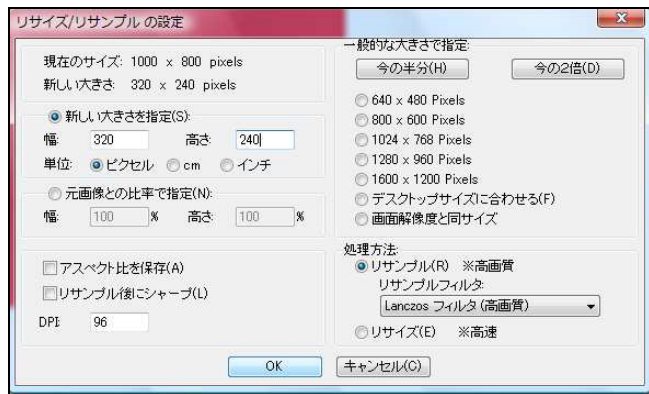 リサイズ/リサンプル の設定
現在のサイズ: 1000 x 800 pixels
新しい大きさ: 320 x 240 pixels
新しい大きさを指定(S):
幅: 320 高さ: 240
単位: ピクセル cm インチ
元画像との比率で指定(N):
幅: 100 % 高さ: 100 %
アスペクト比を保存(A)
リサンプル後にシャープ(L)
DPI: 96
一般的な大きさで指定:
今の半分(H) 今の2倍(D)
640 x 480 Pixels
800 x 600 Pixels
1024 x 768 Pixels
1280 x 960 Pixels
1600 x 1200 Pixels
デスクトップサイズに合わせる(F)
画面解像度と同サイズ
処理方法:
リサンプル(R) ※高画質
リサンプルフィルタ:
Lanczos フィルタ (高画質)
リサイズ(E) ※高速
OK キャンセル(C)